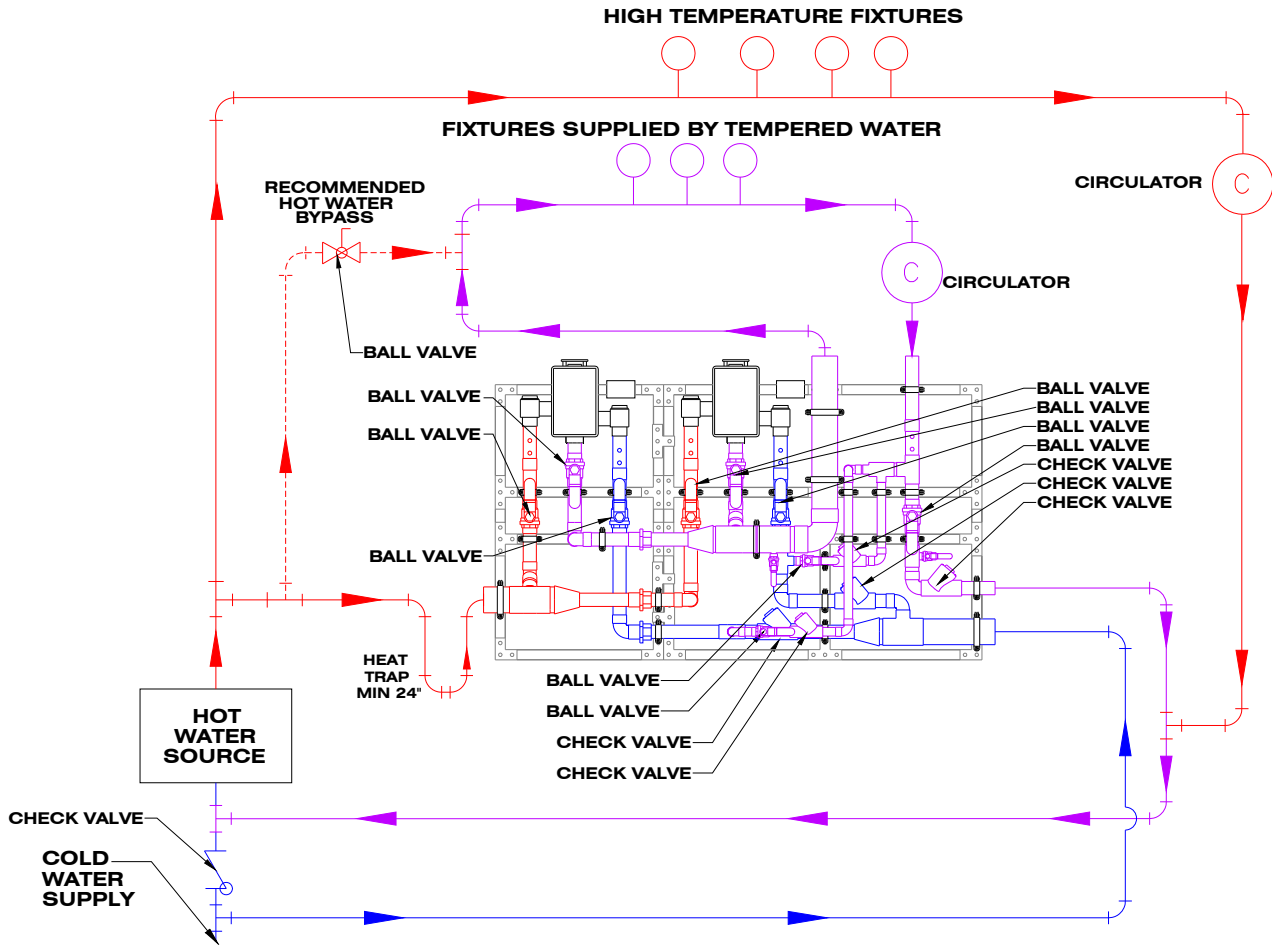 HIGH TEMPERATURE FIXTURES
FIXTURES SUPPLIED BY TEMPERED WATER
RECOMMENDED
HOT WATER
BYPASS
CIRCULATOR
C
C
CIRCULATOR
BALL VALVE
BALL VALVE
BALL VALVE
BALL VALVE
BALL VALVE
BALL VALVE
BALL VALVE
BALL VALVE
CHECK VALVE
CHECK VALVE
CHECK VALVE
HEAT
TRAP
MIN 24"
BALL VALVE
BALL VALVE
CHECK VALVE
CHECK VALVE
HOT
WATER
SOURCE
CHECK VALVE
COLD
WATER
SUPPLY